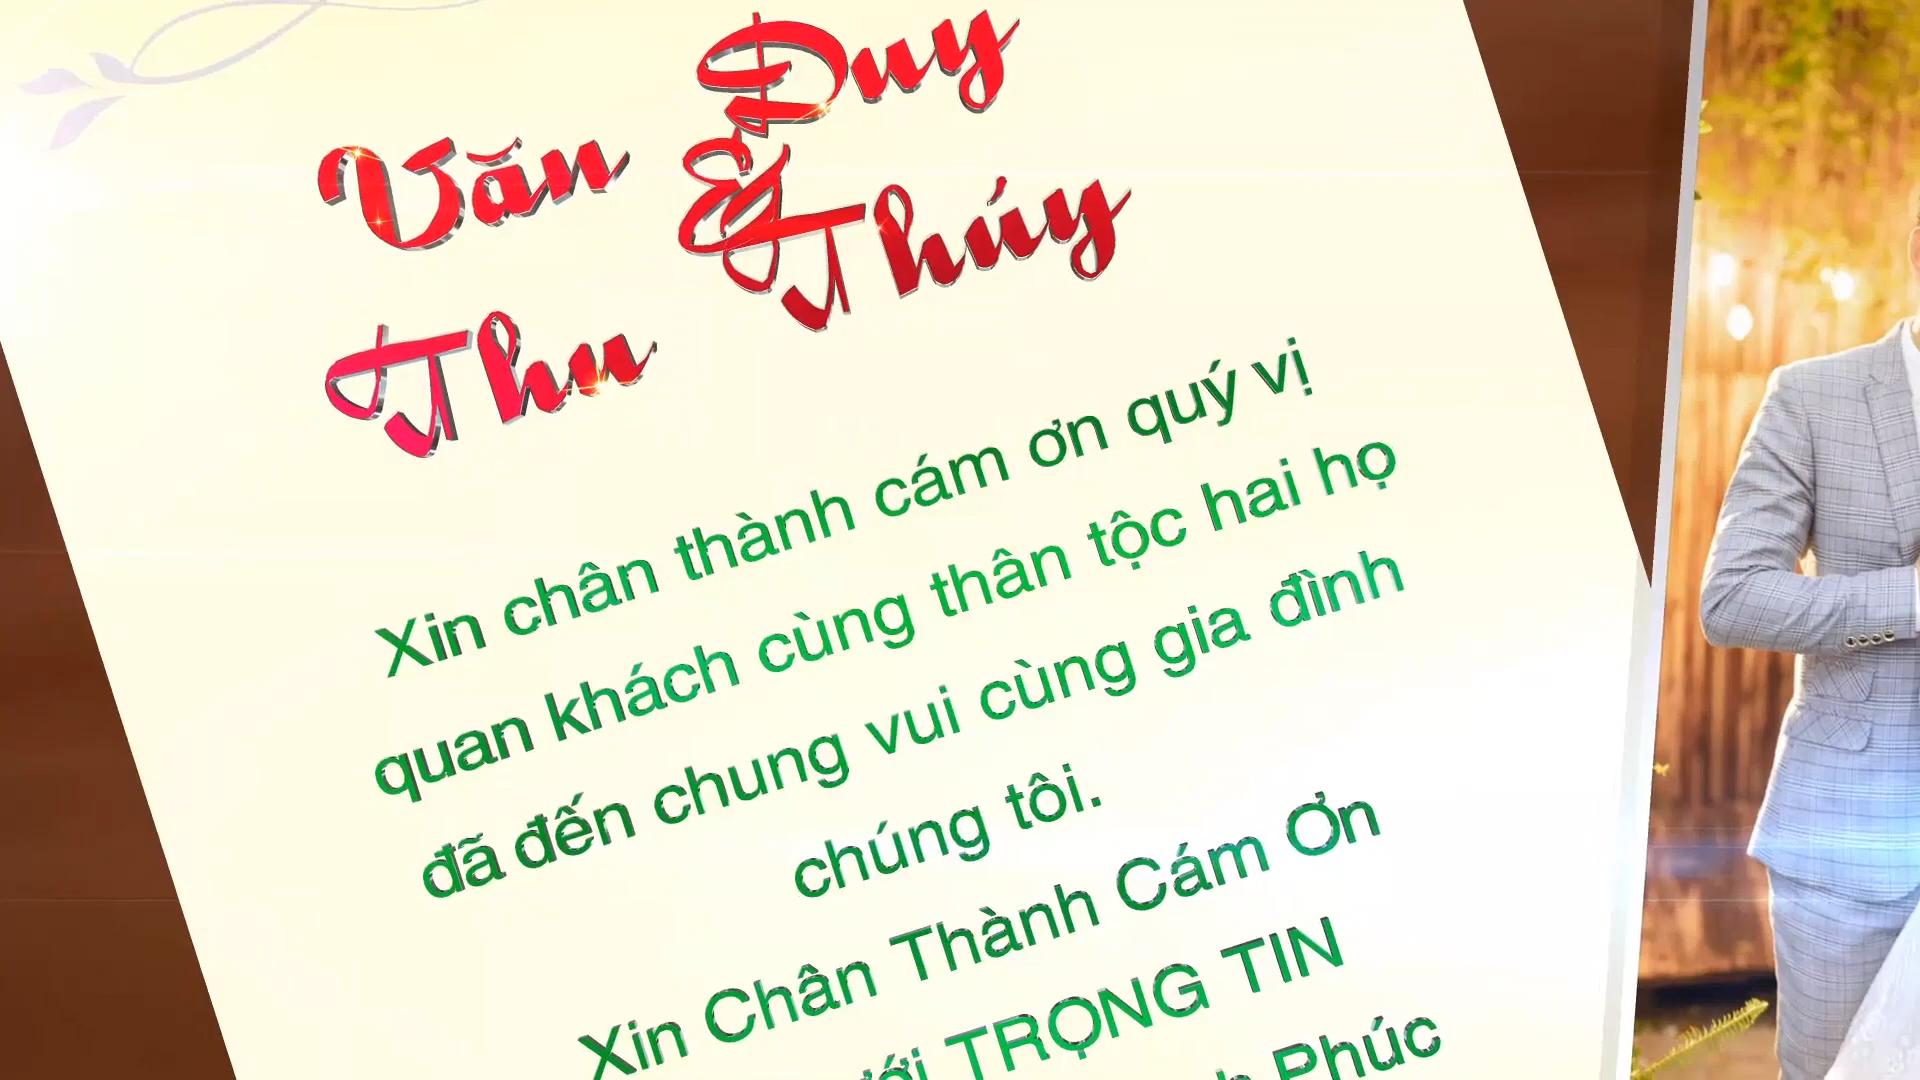 Văn Duy
&
Thu Thúy
Xin chân thành cám ơn quý vị
quan khách cùng thân tộc hai họ
đã đến chung vui cùng gia đình
chúng tôi.
Xin Chân Thành Cám Ơn
TRỌNG TIN
Phúc